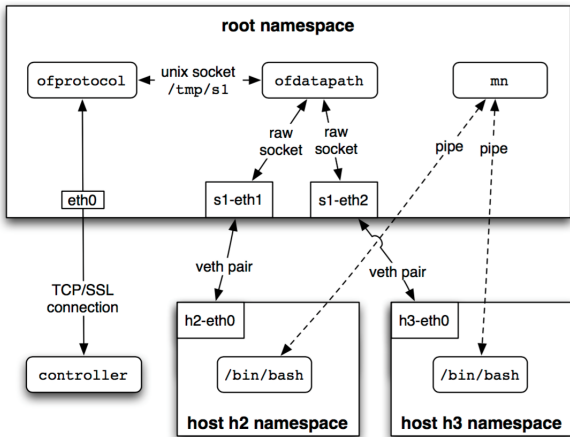 root namespace
ofprotocol
unix socket
/tmp/s1
ofdatapath
mn
raw
socket
raw
socket
pipe
pipe
eth0
s1-eth1
s1-eth2
veth pair
veth pair
TCP/SSL
connection
h2-eth0
h3-eth0
controller
/bin/bash
/bin/bash
host h2 namespace
host h3 namespace